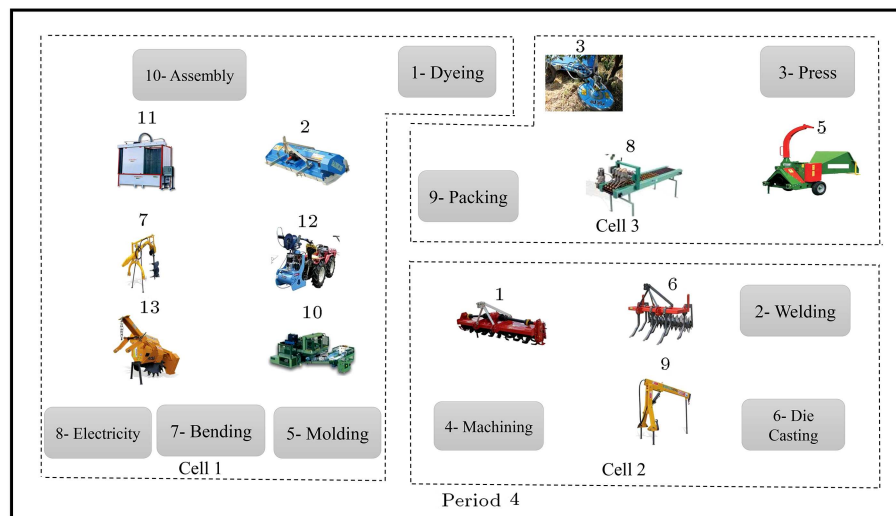 10- Assembly
1- Dyeing
11
2
7
12
13
10
8- Electricity
7- Bending
5- Molding
Cell 1
3
3- Press
5
8
9- Packing
Cell 3
1
6
2- Welding
9
4- Machining
6- Die
Casting
Cell 2
Period 4